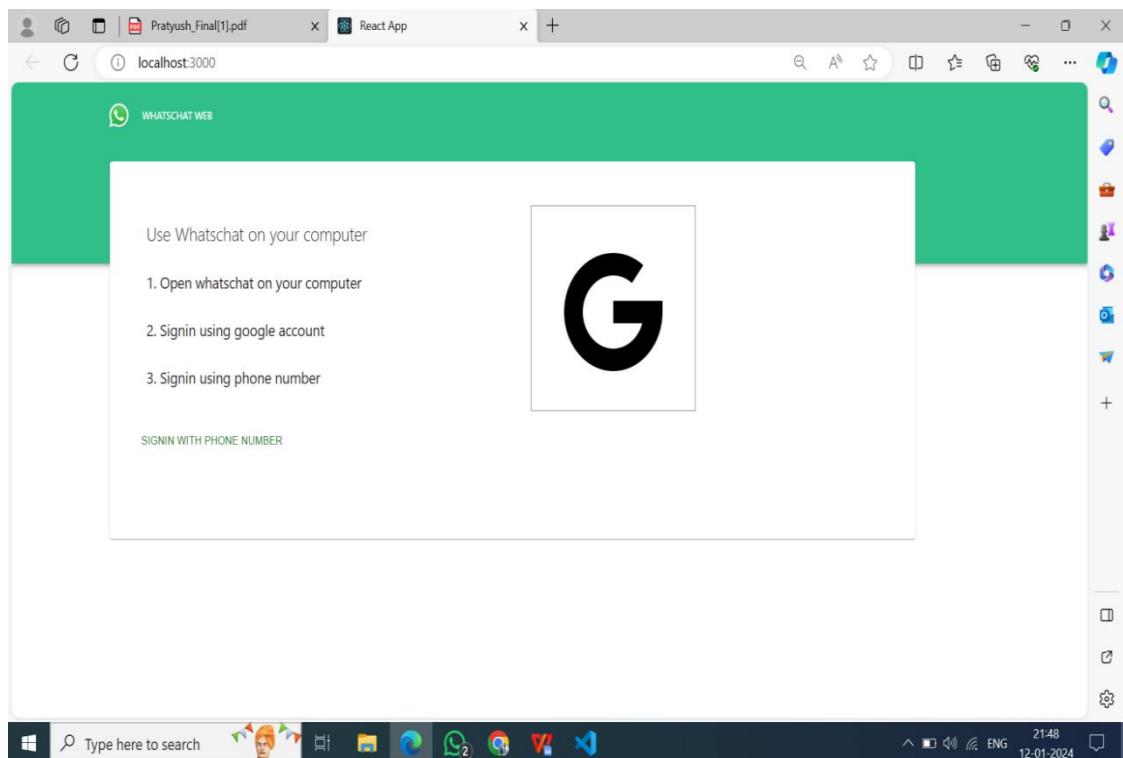 Pratyush_Final[1].pdf
React App
localhost:3000
WHATSCHAT WEB
Use Whatschat on your computer
1. Open whatschat on your computer
2. Signin using google account
3. Signin using phone number
SIGNIN WITH PHONE NUMBER
G
Type here to search
2
ENG
21:48
12-01-2024